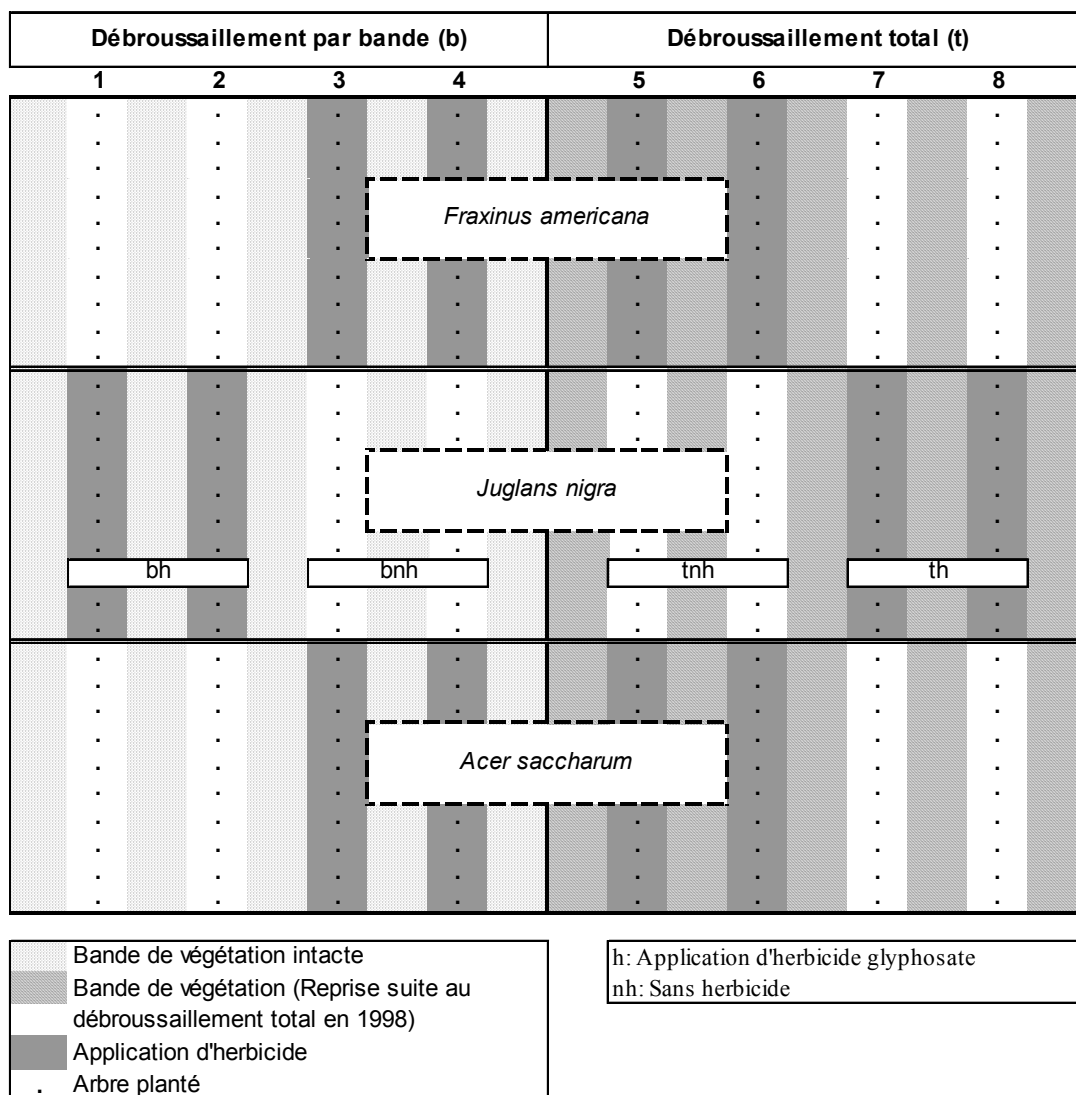 Débroussaillement par bande (b)
Débroussaillement total (t)
1 2 3 4 5 6 7 8
Fraxinus americana
Juglans nigra
bh bnh tnh th
Acer saccharum
Bande de végétation intacte
Bande de végétation (Reprise suite au
débroussaillement total en 1998)
Application d'herbicide
. Arbre planté
h: Application d'herbicide glyphosate
nh: Sans herbicide